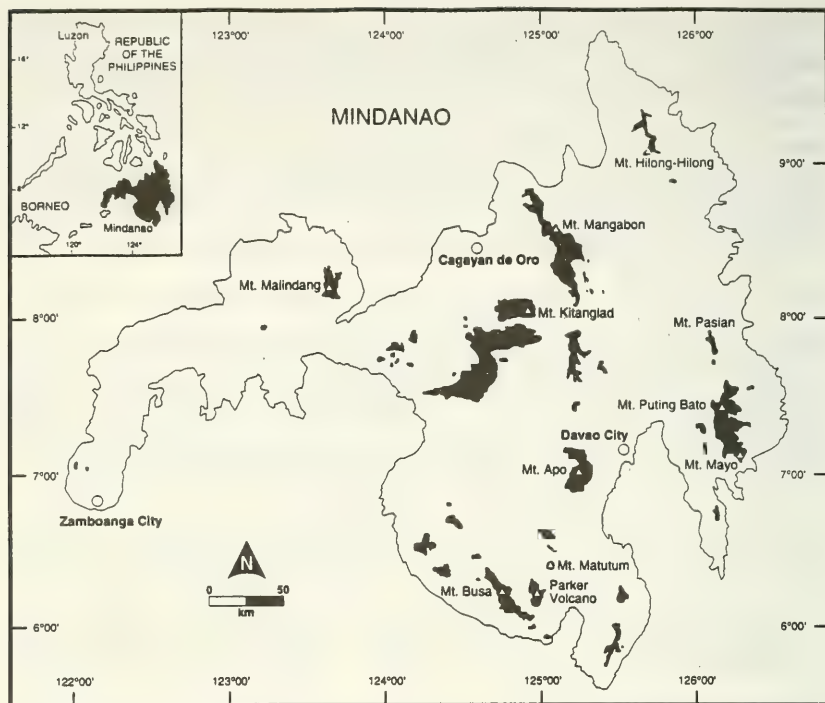 123°00'
124°00'
125°00'
126°00'
Luzon
REPUBLIC
OF THE
PHILIPPINES
16°
12°
8°
BORNEO
Mindanao
120°
124°
MINDANAO
Mt. Hilong-Hilong
9°00'
Mt. Mangabon
Cagayan de Oro
Mt. Malindang
8°00'
Mt. Kitanglad
8°00'
Mt. Pasian
Mt. Puting Bato
Davao City
7°00'
Mt. Apo
Mt. Mayo
7°00'
Zamboanga City
N
0 50
km
Mt. Matutum
Mt. Busa
Parker
Volcano
6°00'
6°00'
122°00'
123°00'
124°00'
125°00'
126°00'